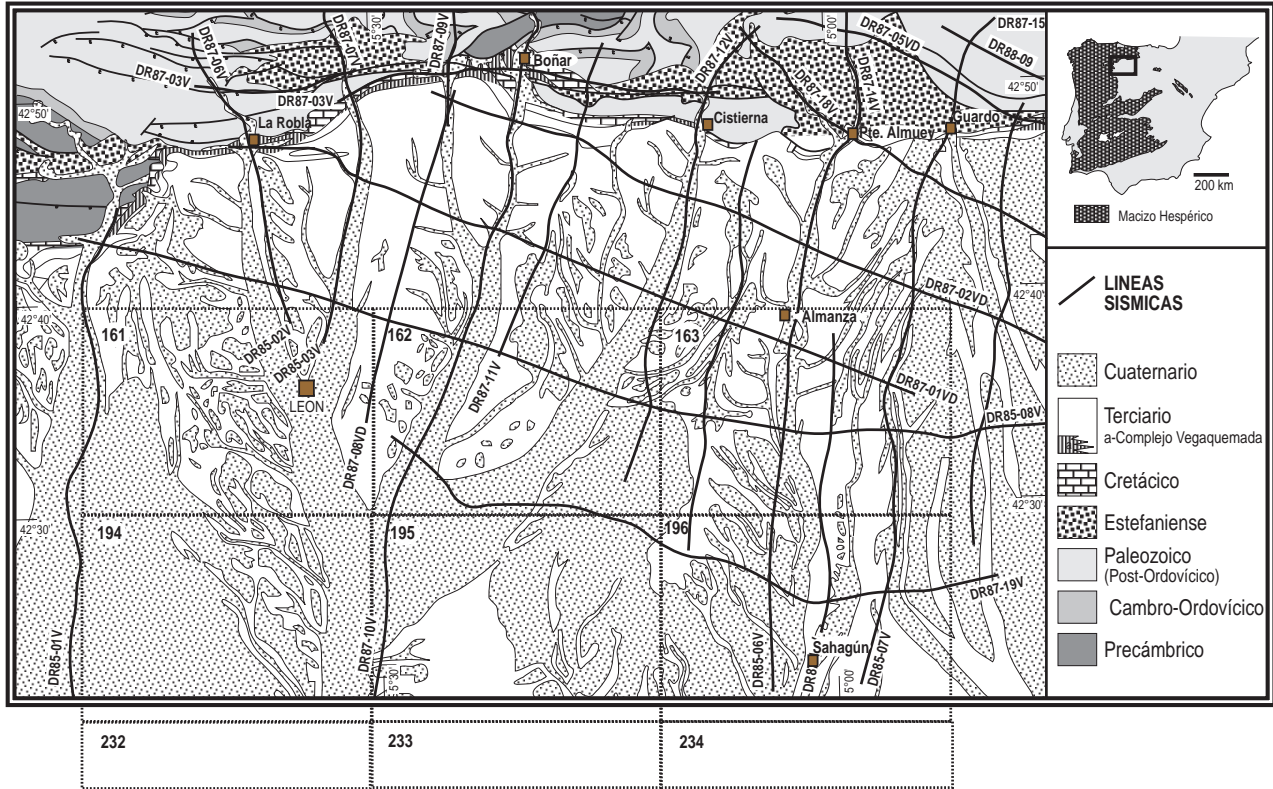 DR87-06V
DR87-07V
5°30'
DR87-09V
DR87-12V
5°00'
DR87-05VD
DR87-15
DR88-09
DR87-03V
Boñar
DR87-18V
DR87-14V
42°50'
DR87-03V
42°50'
La Robla
Cistierna
Pte. Almuey
Guardo
42°40'
42°40'
161
162
163
Almanza
DR87-02VD
DR85-02V
DR85-03V
LEON
DR87-11V
DR87-01VD
DR85-08V
DR87-08VD
42°30'
42°30'
194
195
196
DR87-19V
DR85-01V
DR87-10V
5°30'
DR85-06V
Sahagún
DR8
5°00'
DR85-07V
232
233
234
200 km
Macizo Hespérico
LINEAS
SISMICAS
Cuaternario
Terciario
a-Complejo Vegaquemada
Cretácico
Estefaniense
Paleozoico
(Post-Ordovícico)
Cambro-Ordovícico
Precámbrico